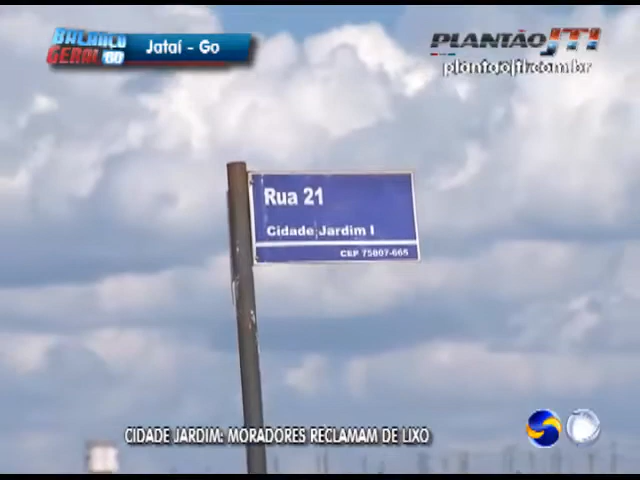 BALANÇO
GERAL GO
Jataí - Go
PLANTÃO JTI
plantaojti.com.br
Rua 21
Cidade Jardim I
CEP 75807-665
CIDADE JARDIM: MORADORES RECLAMAM DE LIXO